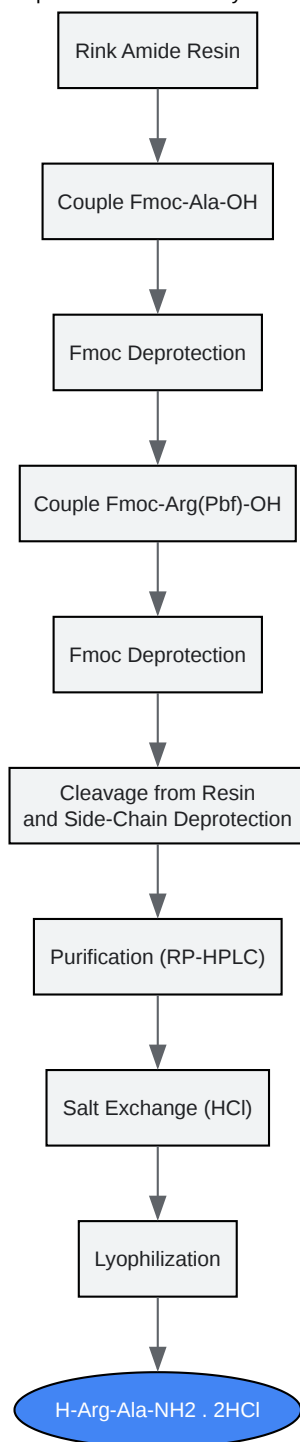 Rink Amide Resin
Couple Fmoc-Ala-OH
Fmoc Deprotection
Couple Fmoc-Arg(Pbf)-OH
Fmoc Deprotection
Cleavage from Resin
and Side-Chain Deprotection
Purification (RP-HPLC)
Salt Exchange (HCl)
Lyophilization
H-Arg-Ala-NH2 . 2HCl